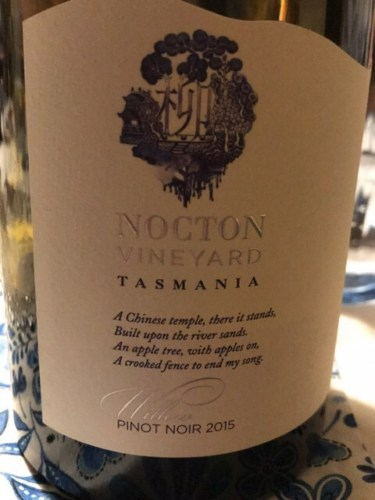 柳
NOCTON
VINEYARD
TASMANIA
A Chinese temple, there it stands,
Built upon the river sands.
An apple tree, with apples on,
A crooked fence to end my song.
Willow
PINOT NOIR 2015